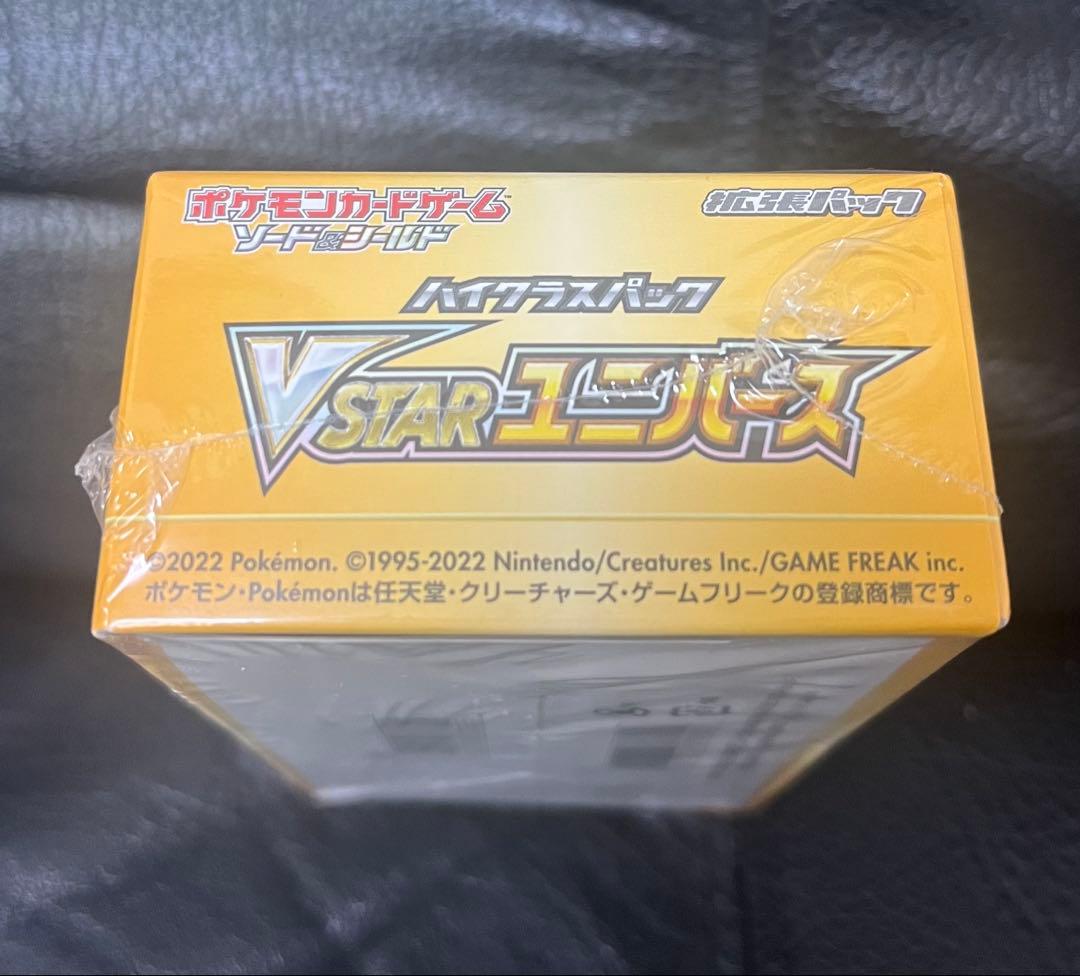 ポケモンカードゲーム™ 拡張パック
ソード&シールド
ハイクラスパック
VSTARユニバース
©2022 Pokémon. ©1995-2022 Nintendo/Creatures Inc./GAME FREAK inc.
ポケモン・Pokémonは任天堂・クリーチャーズ・ゲームフリークの登録商標です。